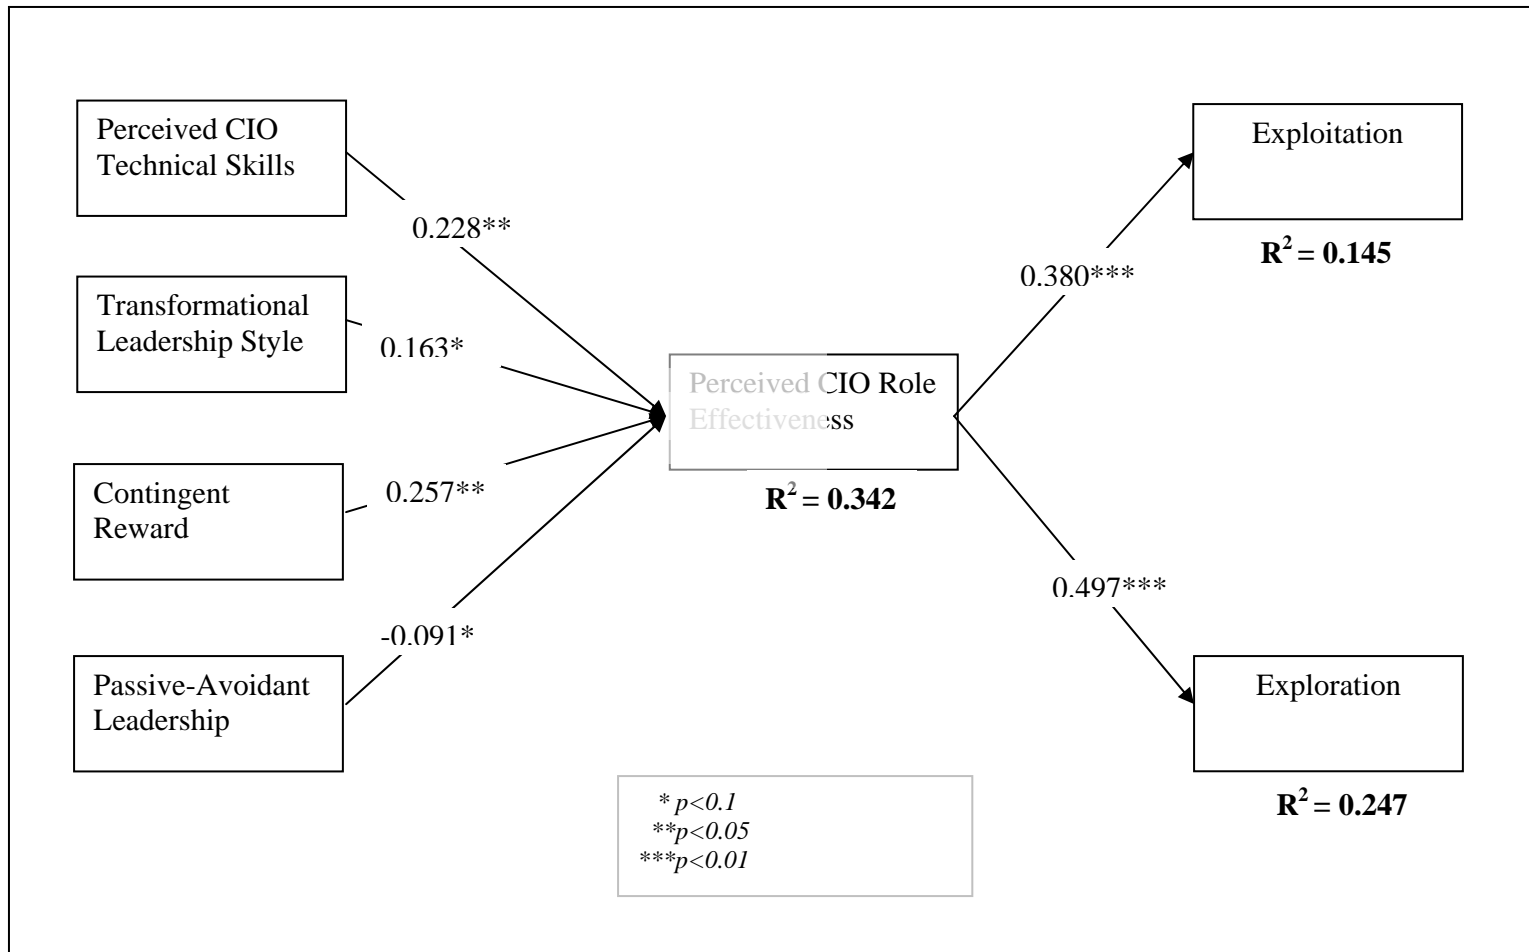 Perceived CIO
Technical Skills
0.228**
Transformational
Leadership Style
0.163*
Contingent
Reward
0.257**
Passive-Avoidant
Leadership
-0.091*
Perceived CIO Role
Effectiveness
R² = 0.342
Exploitation
R² = 0.145
0.380***
0.497***
Exploration
R² = 0.247
* p<0.1
**p<0.05
***p<0.01